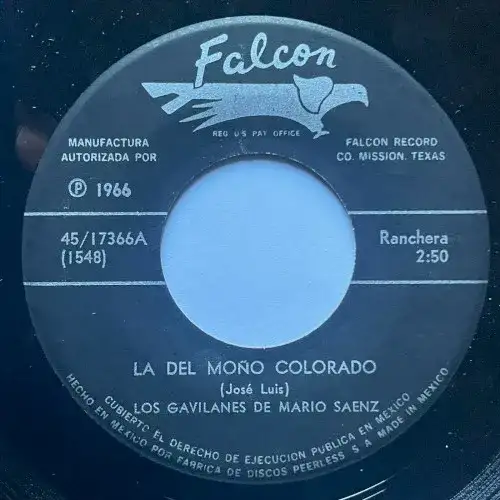 Falcon
REG US PAT OFFICE
MANUFACTURA
AUTORIZADA POR
FALCON RECORD
CO. MISSION, TEXAS
℗ 1966
45/17366A
(1548)
Ranchera
2:50
LA DEL MOÑO COLORADO
(José Luis)
LOS GAVILANES DE MARIO SAENZ
CUBIERTO EL DERECHO DE EJECUCION PUBLICA EN MEXICO
HECHO EN MEXICO POR FABRICA DE DISCOS PEERLESS S A MADE IN MEXICO.